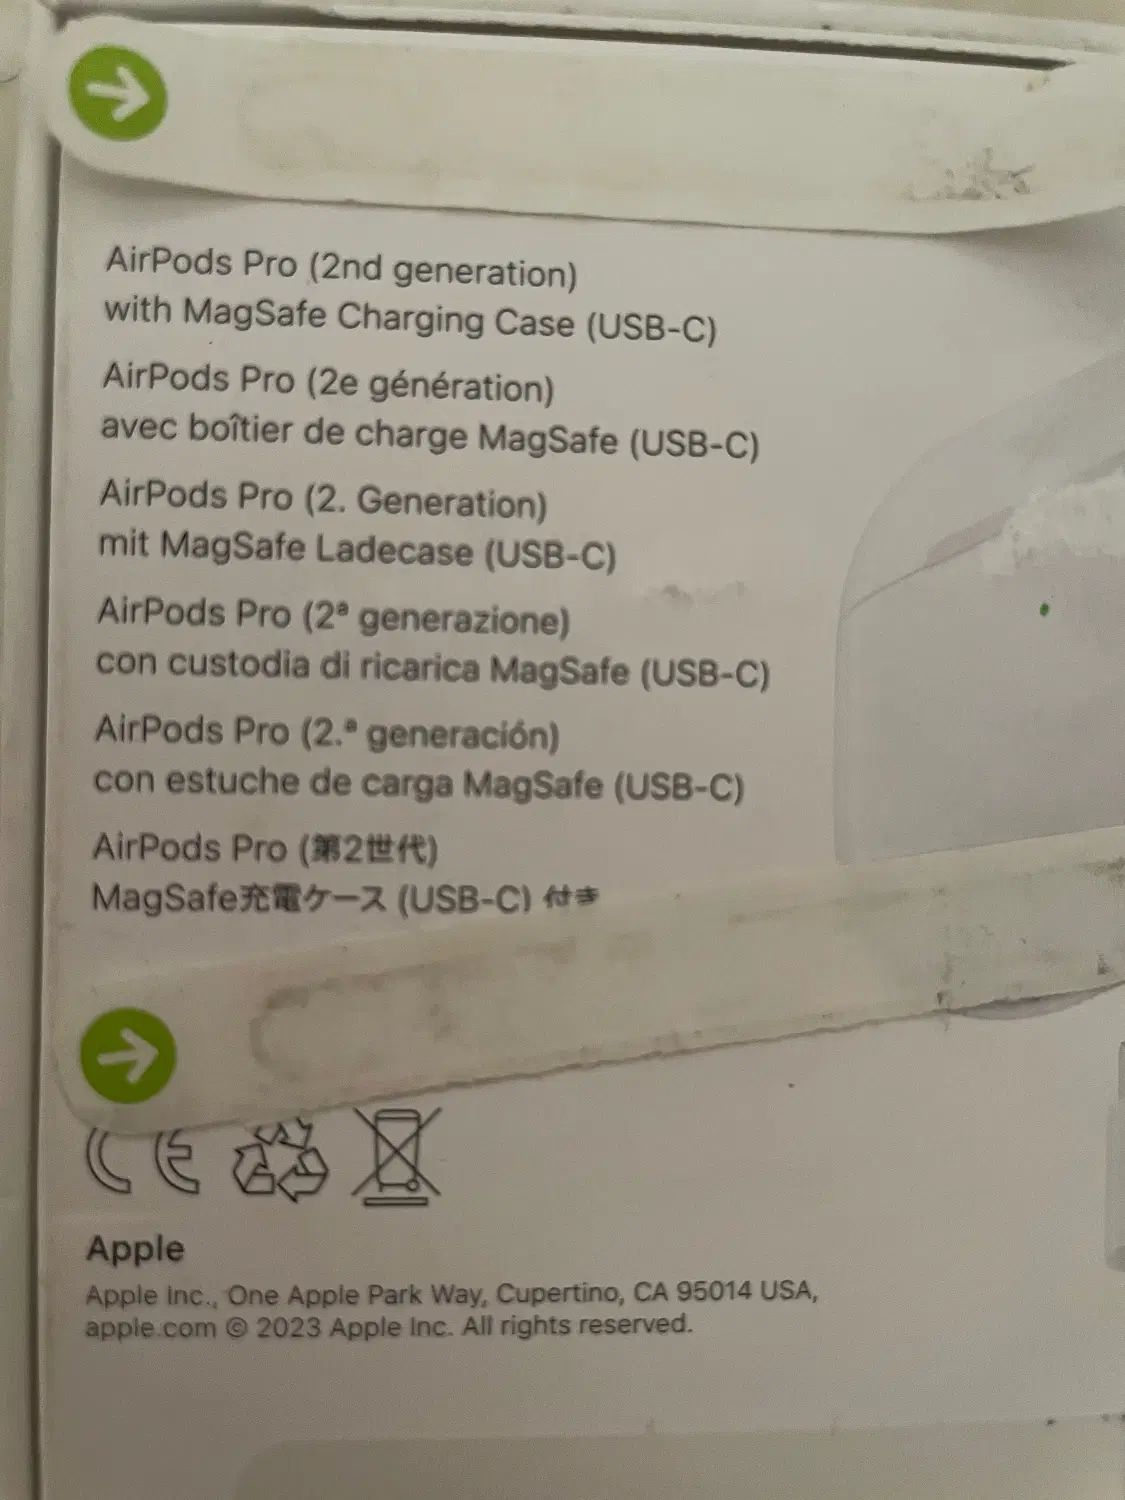 AirPods Pro (2nd generation)
with MagSafe Charging Case (USB-C)
AirPods Pro (2e génération)
avec boîtier de charge MagSafe (USB-C)
AirPods Pro (2. Generation)
mit MagSafe Ladecase (USB-C)
AirPods Pro (2ª generazione)
con custodia di ricarica MagSafe (USB-C)
AirPods Pro (2.ª generación)
con estuche de carga MagSafe (USB-C)
AirPods Pro (第2世代)
MagSafe充電ケース (USB-C) 付き
CE
Apple
Apple Inc., One Apple Park Way, Cupertino, CA 95014 USA,
apple.com © 2023 Apple Inc. All rights reserved.